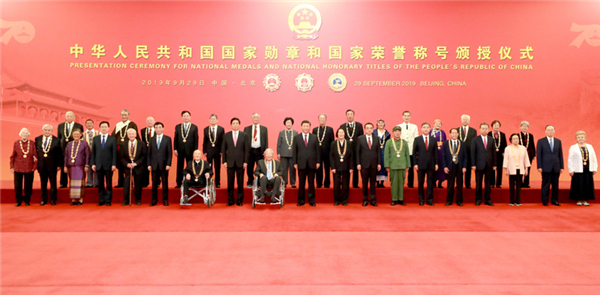 中华人民共和国国家勋章和国家荣誉称号颁授仪式
PRESENTATION CEREMONY FOR NATIONAL MEDALS AND NATIONAL HONORARY TITLES OF THE PEOPLE'S REPUBLIC OF CHINA
2019年9月29日 中国·北京
29 SEPTEMBER 2019 BEIJING, CHINA